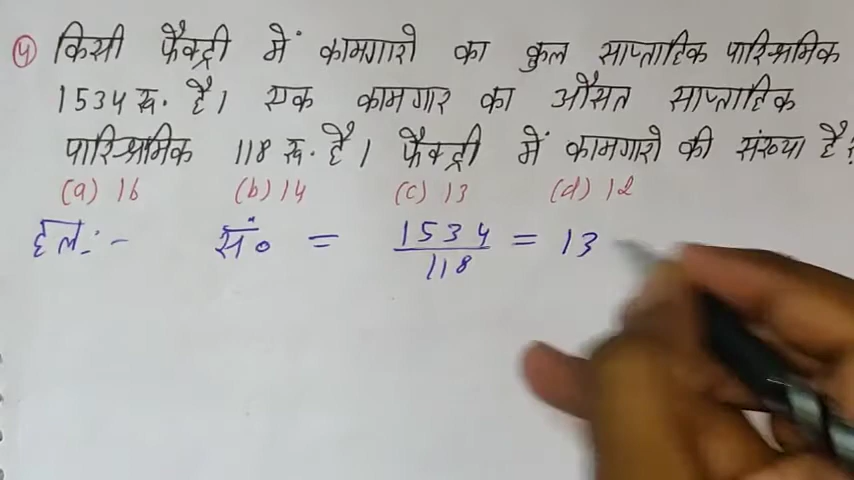 (4) किसी फैक्ट्री में कामगारो का कुल साप्ताहिक पारिश्रमिक
1534 रू. है। एक कामगार का औसत साप्ताहिक
पारिश्रमिक 118 रू. है। फैक्ट्री में कामगारो की संख्या है?
(a) 16 (b) 14 (c) 13 (d) 12
हल:- सं० = 1534/118 = 13